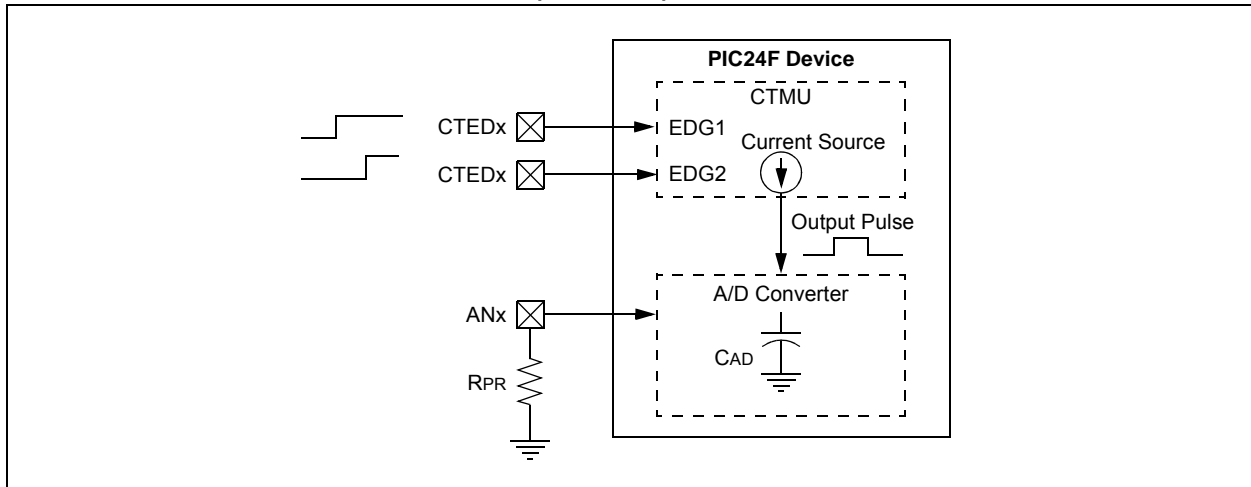 PIC24F Device
CTMU
CTEDx
EDG1
Current Source
CTEDx
EDG2
Output Pulse
A/D Converter
ANx
CAD
RPR